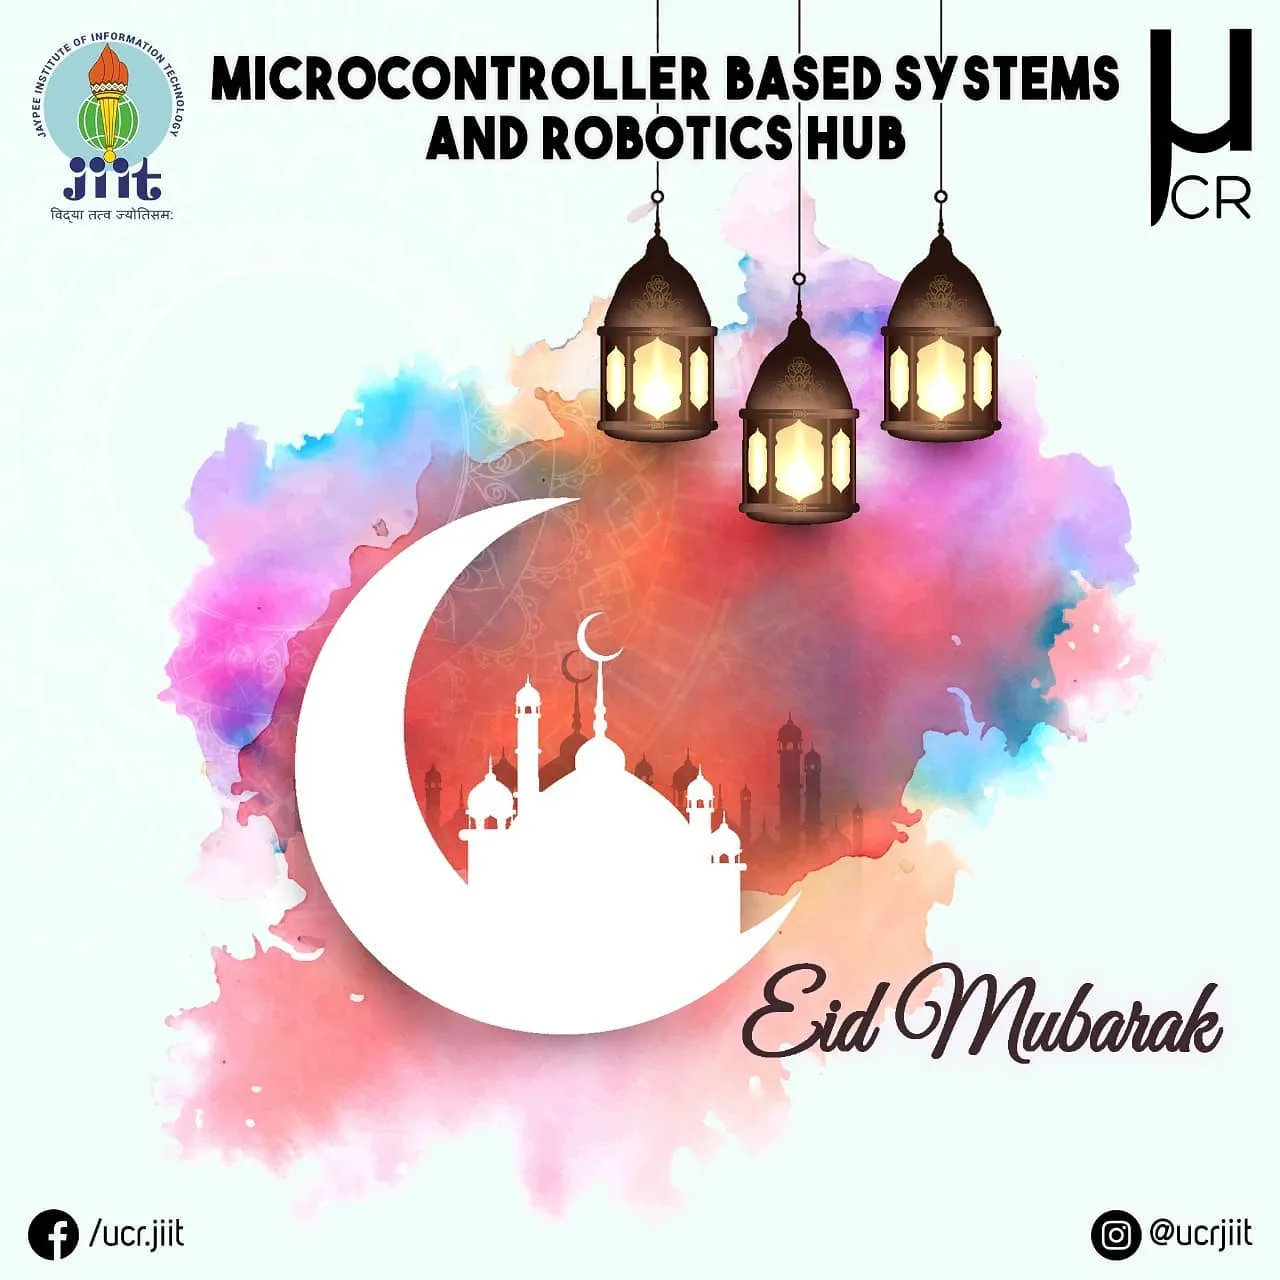 JAYPEE INSTITUTE OF INFORMATION TECHNOLOGY
jiit
विद्या तत्व ज्योतिसम:
MICROCONTROLLER BASED SYSTEMS
AND ROBOTICS HUB
μ
CR
Eid Mubarak
/ucr.jiit
@ucrjiit